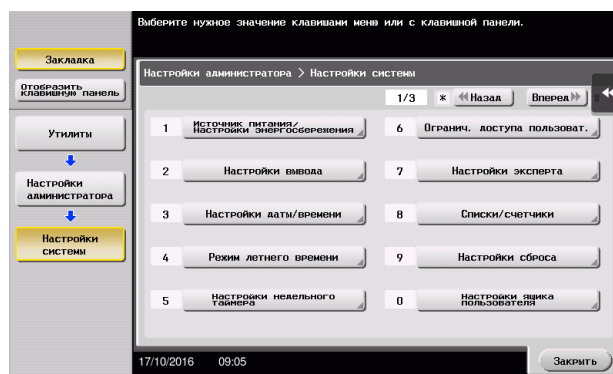 Выберите нужное значение клавишами меню или с клавишной панели.
Закладка
Отобразить
клавишную панель
Утилиты
Настройки
администратора
Настройки
системы
Настройки администратора > Настройки системы
1/3 * Назад Вперед
1 Источник питания/
Настройки энергосбережения
6 Огранич. доступа пользоват.
2 Настройки вывода
7 Настройки эксперта
3 Настройки даты/времени
8 Списки/счетчики
4 Режим летнего времени
9 Настройки сброса
5 Настройки недельного
таймера
0 Настройки ящика
пользователя
17/10/2016 09:05
Закрыть